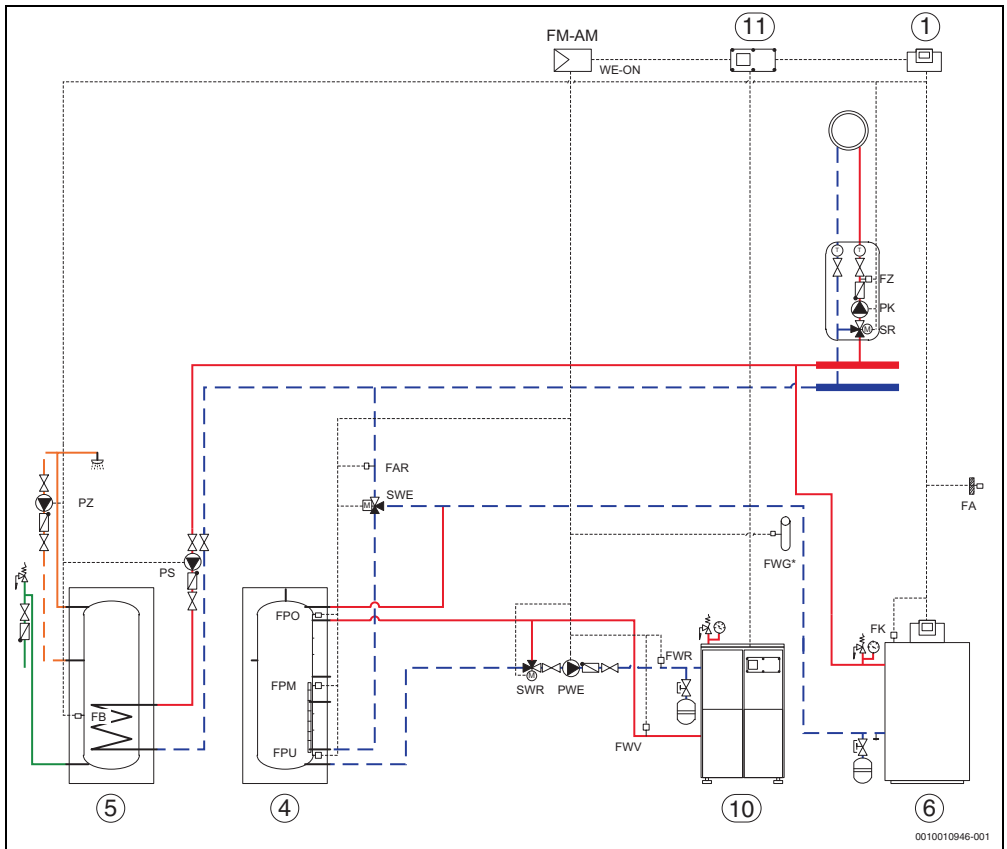 FM-AM
11
1
WE-ON
T
T
FZ
PK
M
SR
FAR
SWE
M
PZ
FA
FWG*
PS
FPO
FK
FWR
FPM
M
SWR
PWE
FB
FPU
FWV
5
4
10
6
0010010946-001